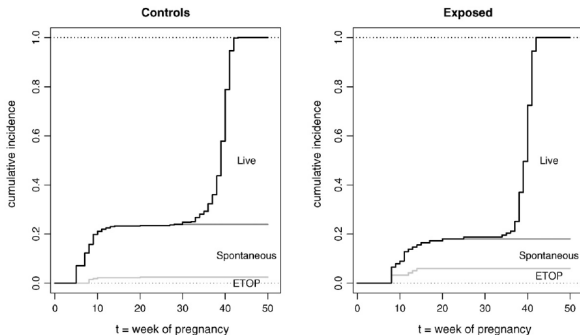 Controls
cumulative incidence
1.0
0.8
0.6
0.4
0.2
0.0
Live
Spontaneous
ETOP
0 10 20 30 40 50
t = week of pregnancy
Exposed
cumulative incidence
1.0
0.8
0.6
0.4
0.2
0.0
Live
Spontaneous
ETOP
0 10 20 30 40 50
t = week of pregnancy